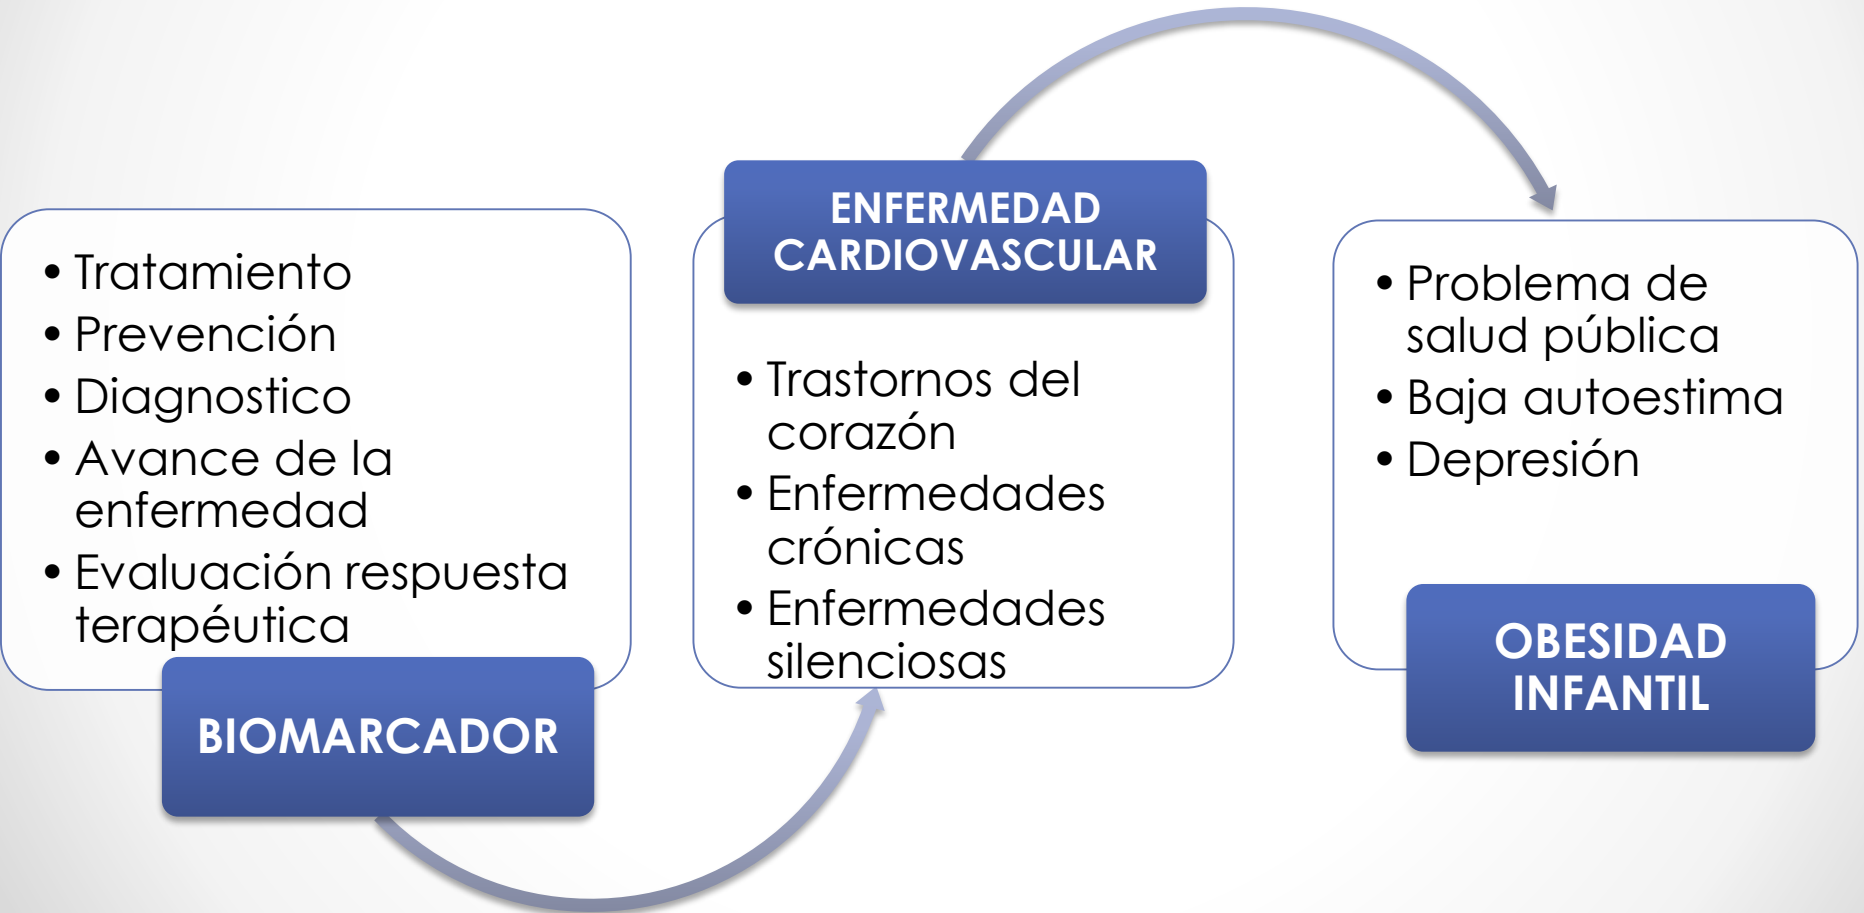 • Tratamiento
• Prevención
• Diagnostico
• Avance de la
enfermedad
• Evaluación respuesta
terapéutica
BIOMARCADOR
ENFERMEDAD
CARDIOVASCULAR
• Trastornos del
corazón
• Enfermedades
crónicas
• Enfermedades
silenciosas
• Problema de
salud pública
• Baja autoestima
• Depresión
OBESIDAD
INFANTIL